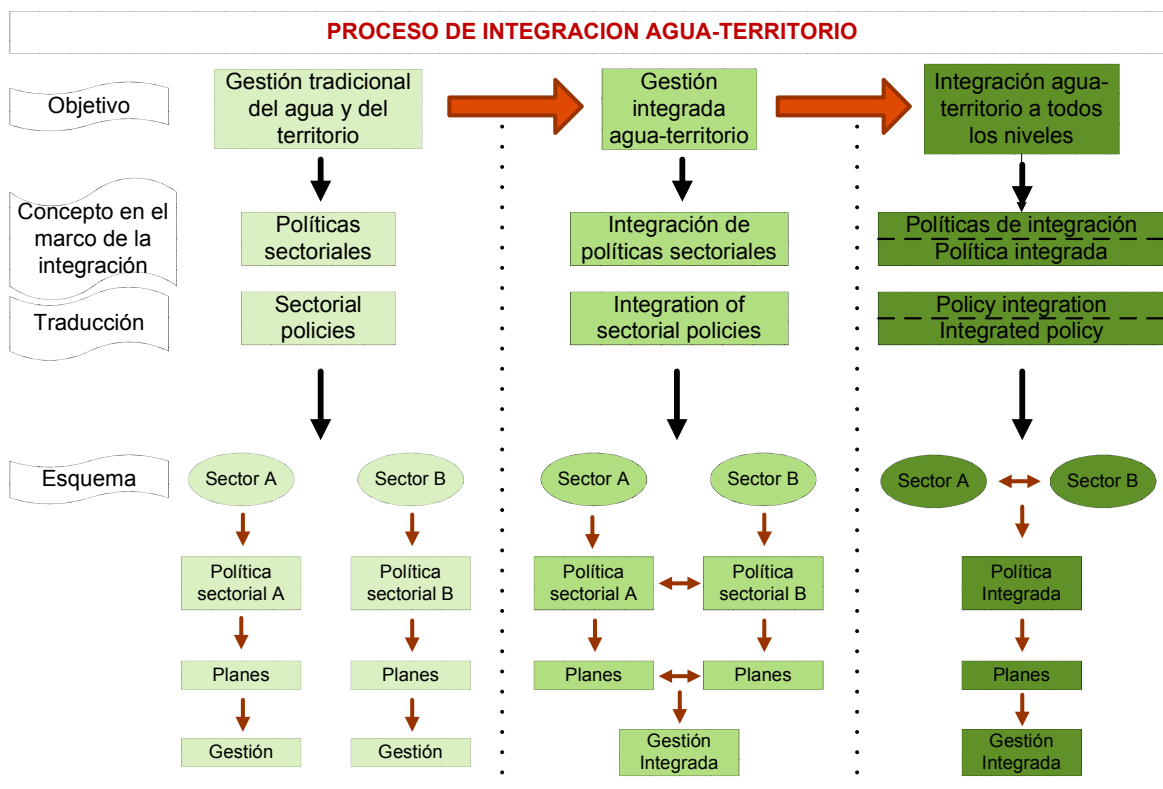 PROCESO DE INTEGRACION AGUA-TERRITORIO
Objetivo
Gestión tradicional
del agua y del
territorio
Gestión
integrada
agua-territorio
Integración agua-
territorio a todos
los niveles
Concepto en el
marco de la
integración
Políticas
sectoriales
Integración de
políticas sectoriales
Políticas de integración
Política integrada
Traducción
Sectorial
policies
Integration of
sectorial policies
Policy integration
Integrated policy
Esquema
Sector A
Sector B
Sector A
Sector B
Sector A
Sector B
Política
sectorial A
Política
sectorial B
Política
sectorial A
Política
sectorial B
Política
Integrada
Planes
Planes
Planes
Planes
Planes
Gestión
Gestión
Gestión
Integrada
Gestión
Integrada